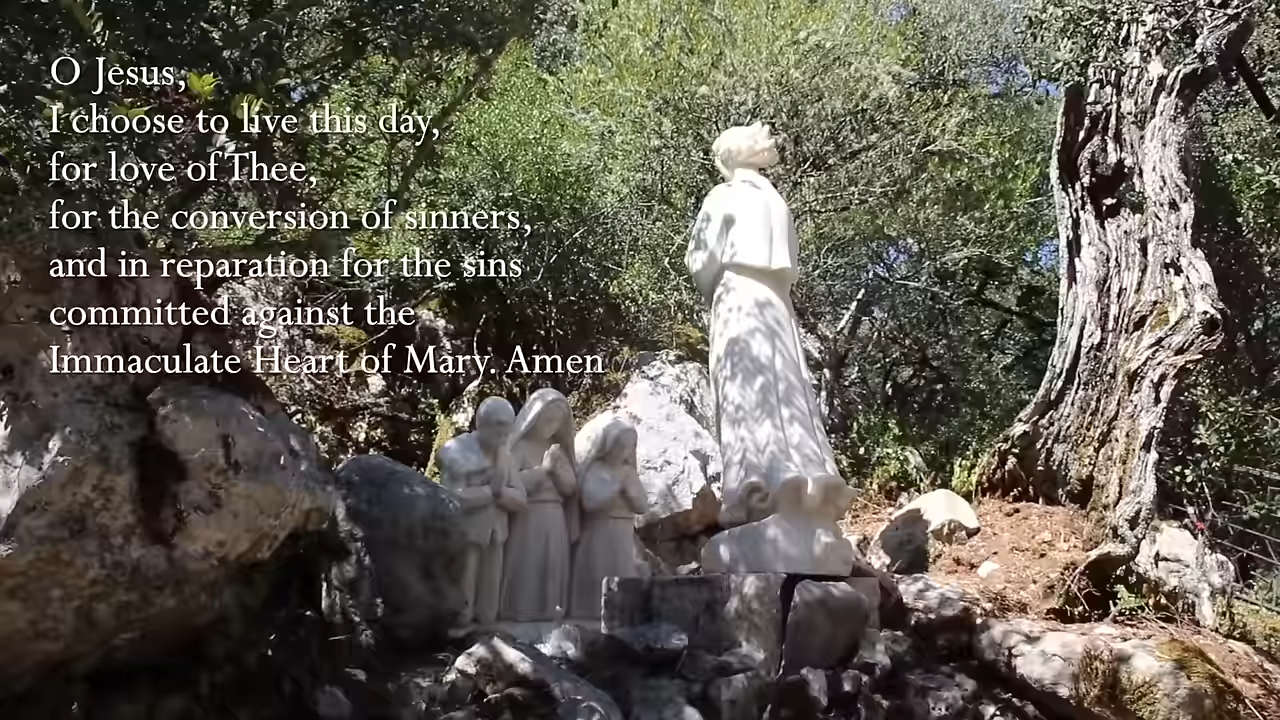 O Jesus,
I choose to live this day,
for love of Thee,
for the conversion of sinners,
and in reparation for the sins
committed against the
Immaculate Heart of Mary. Amen